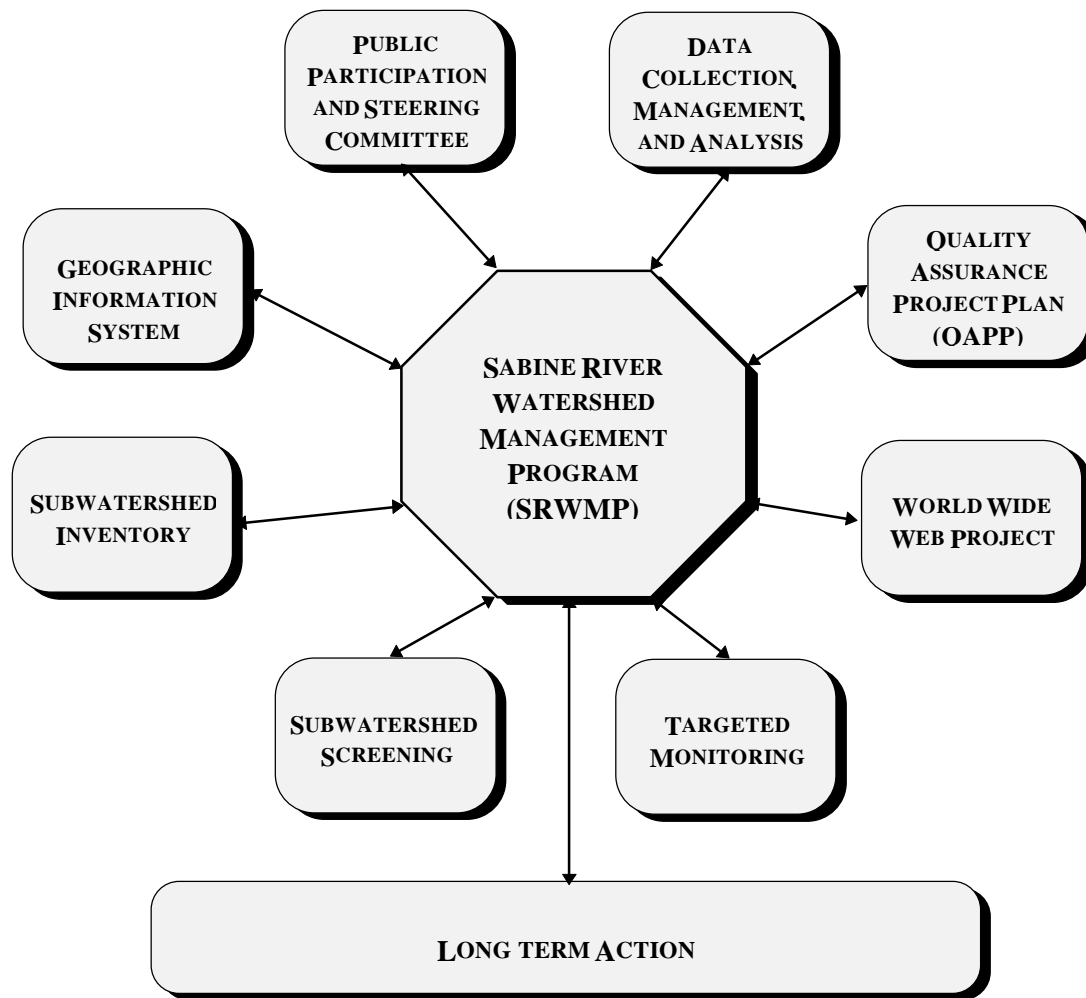 PUBLIC
PARTICIPATION
AND STEERING
COMMITTEE
DATA
COLLECTION,
MANAGEMENT,
AND ANALYSIS
GEOGRAPHIC
INFORMATION
SYSTEM
QUALITY
ASSURANCE
PROJECT PLAN
(QAPP)
SABINE RIVER
WATERSHED
MANAGEMENT
PROGRAM
(SRWMP)
SUBWATERSHED
INVENTORY
WORLD WIDE
WEB PROJECT
SUBWATERSHED
SCREENING
TARGETED
MONITORING
LONG TERM ACTION